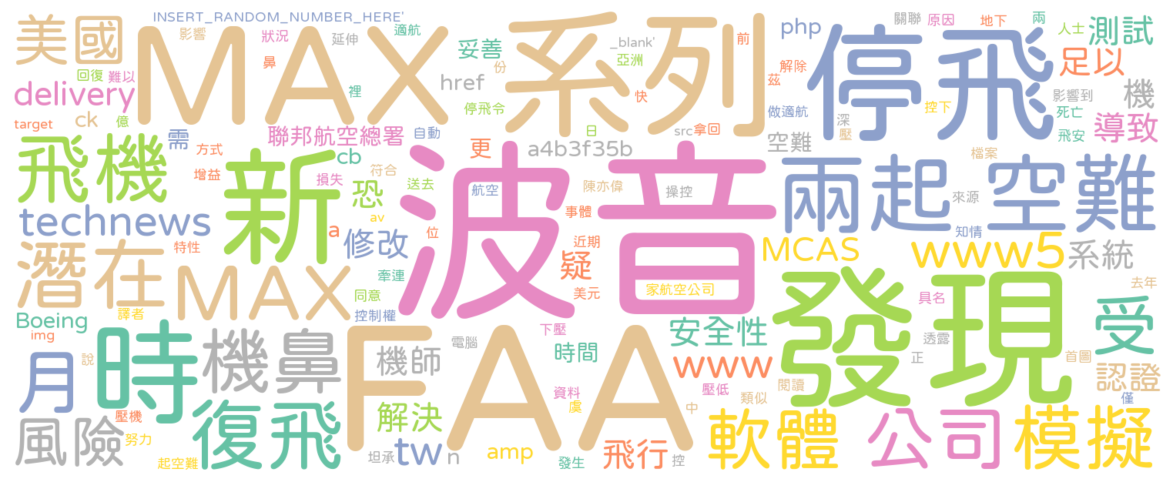 INSERT_RANDOM_NUMBER_HERE'
美國
MAX系列
停飛
影響
狀況
延伸
適航
妥善
_blank'
亞洲
前
php
關聯
原因
地下
兩
人士
測試
足以
回復
難以
鼻
裡
href
份
快
解除
茲
影響到
機
delivery
億
停飛令
做適航
控下
死亡
target
ck
聯邦航空總署
自動
日
src
拿回
深
壓
飛安
導致
飛機
需
方式
更
a4b3f35b
空難
檔案
新
cb
符合
增益
損失
恐
送去
航空
陳亦偉
操控
波音
兩起
空難
來源
technews
a
av
位
事體
知情
修改
近期
MCAS
www5
系統
潛在
特性
牽連
疑
MAX
美元
家航空公司
去年
譯者
同意
發現
具名
Boeing
控制權
下壓
安全性
受
img
時
電腦
透露
正
月
說
機鼻
FAA
機師
時間
www
首圖
認證
壓低
閱讀
僅
資料
類似
風險
壓機
努力
復飛
解決
虞
中
軟體
公司
模擬
起空難
坦承
tw
n
amp
發生
飛行
控